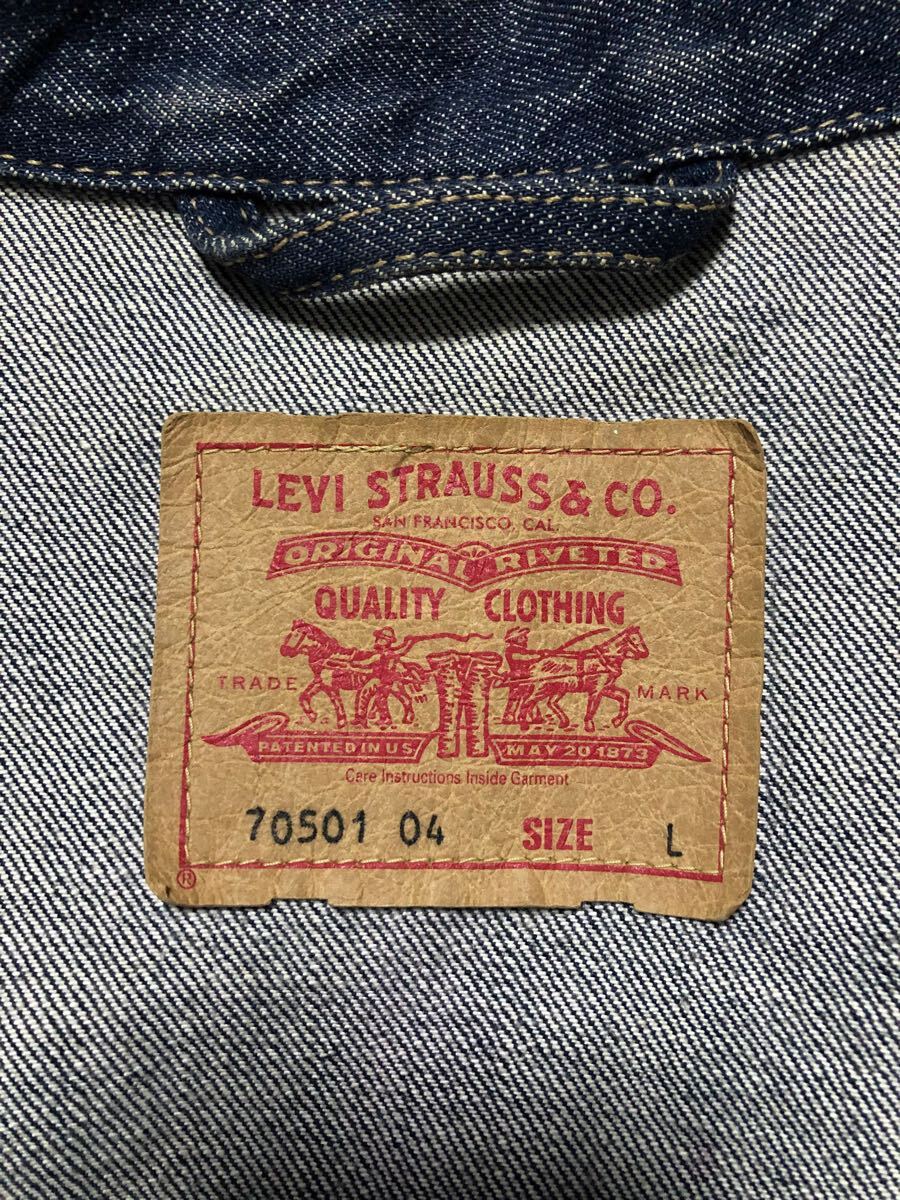 LEVI STRAUSS & CO.
SAN FRANCISCO, CAL.
ORIGINAL RIVETED
QUALITY CLOTHING
TRADE MARK
PATENTED IN U S MAY 20 1873
Care Instructions Inside Garment
70501 04 SIZE L
®